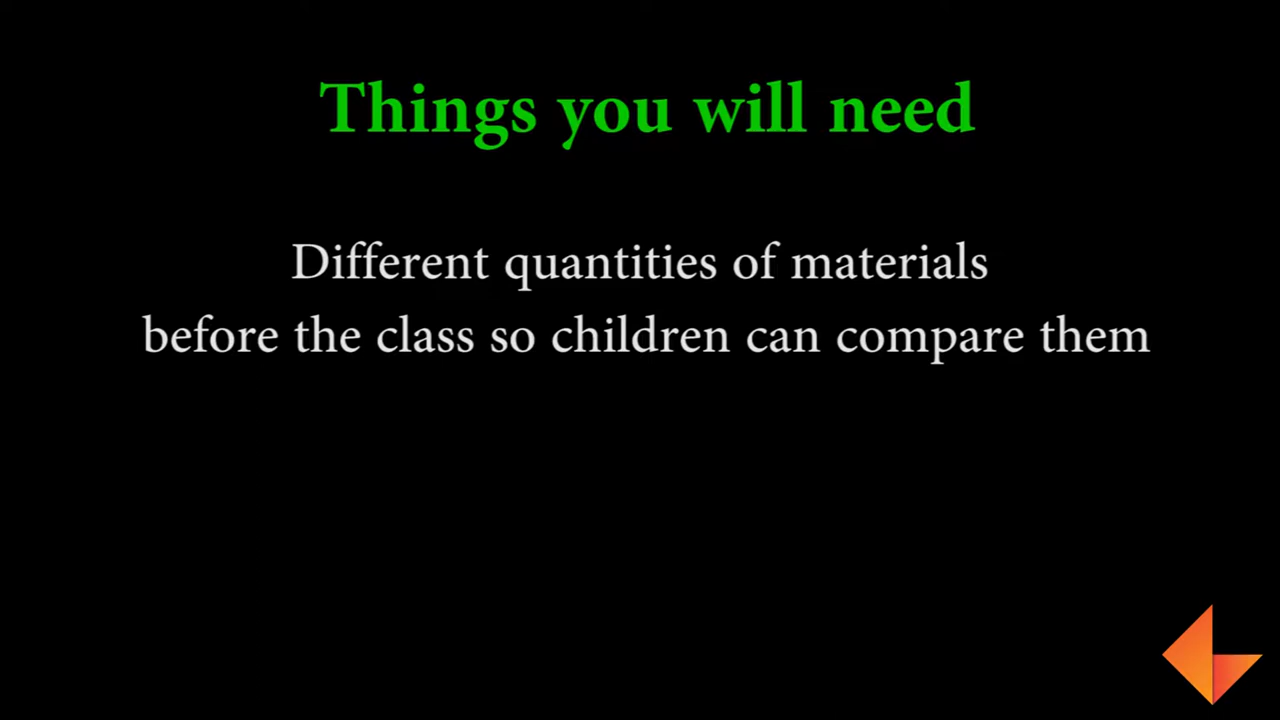 Things you will need
Different quantities of materials
before the class so children can compare them